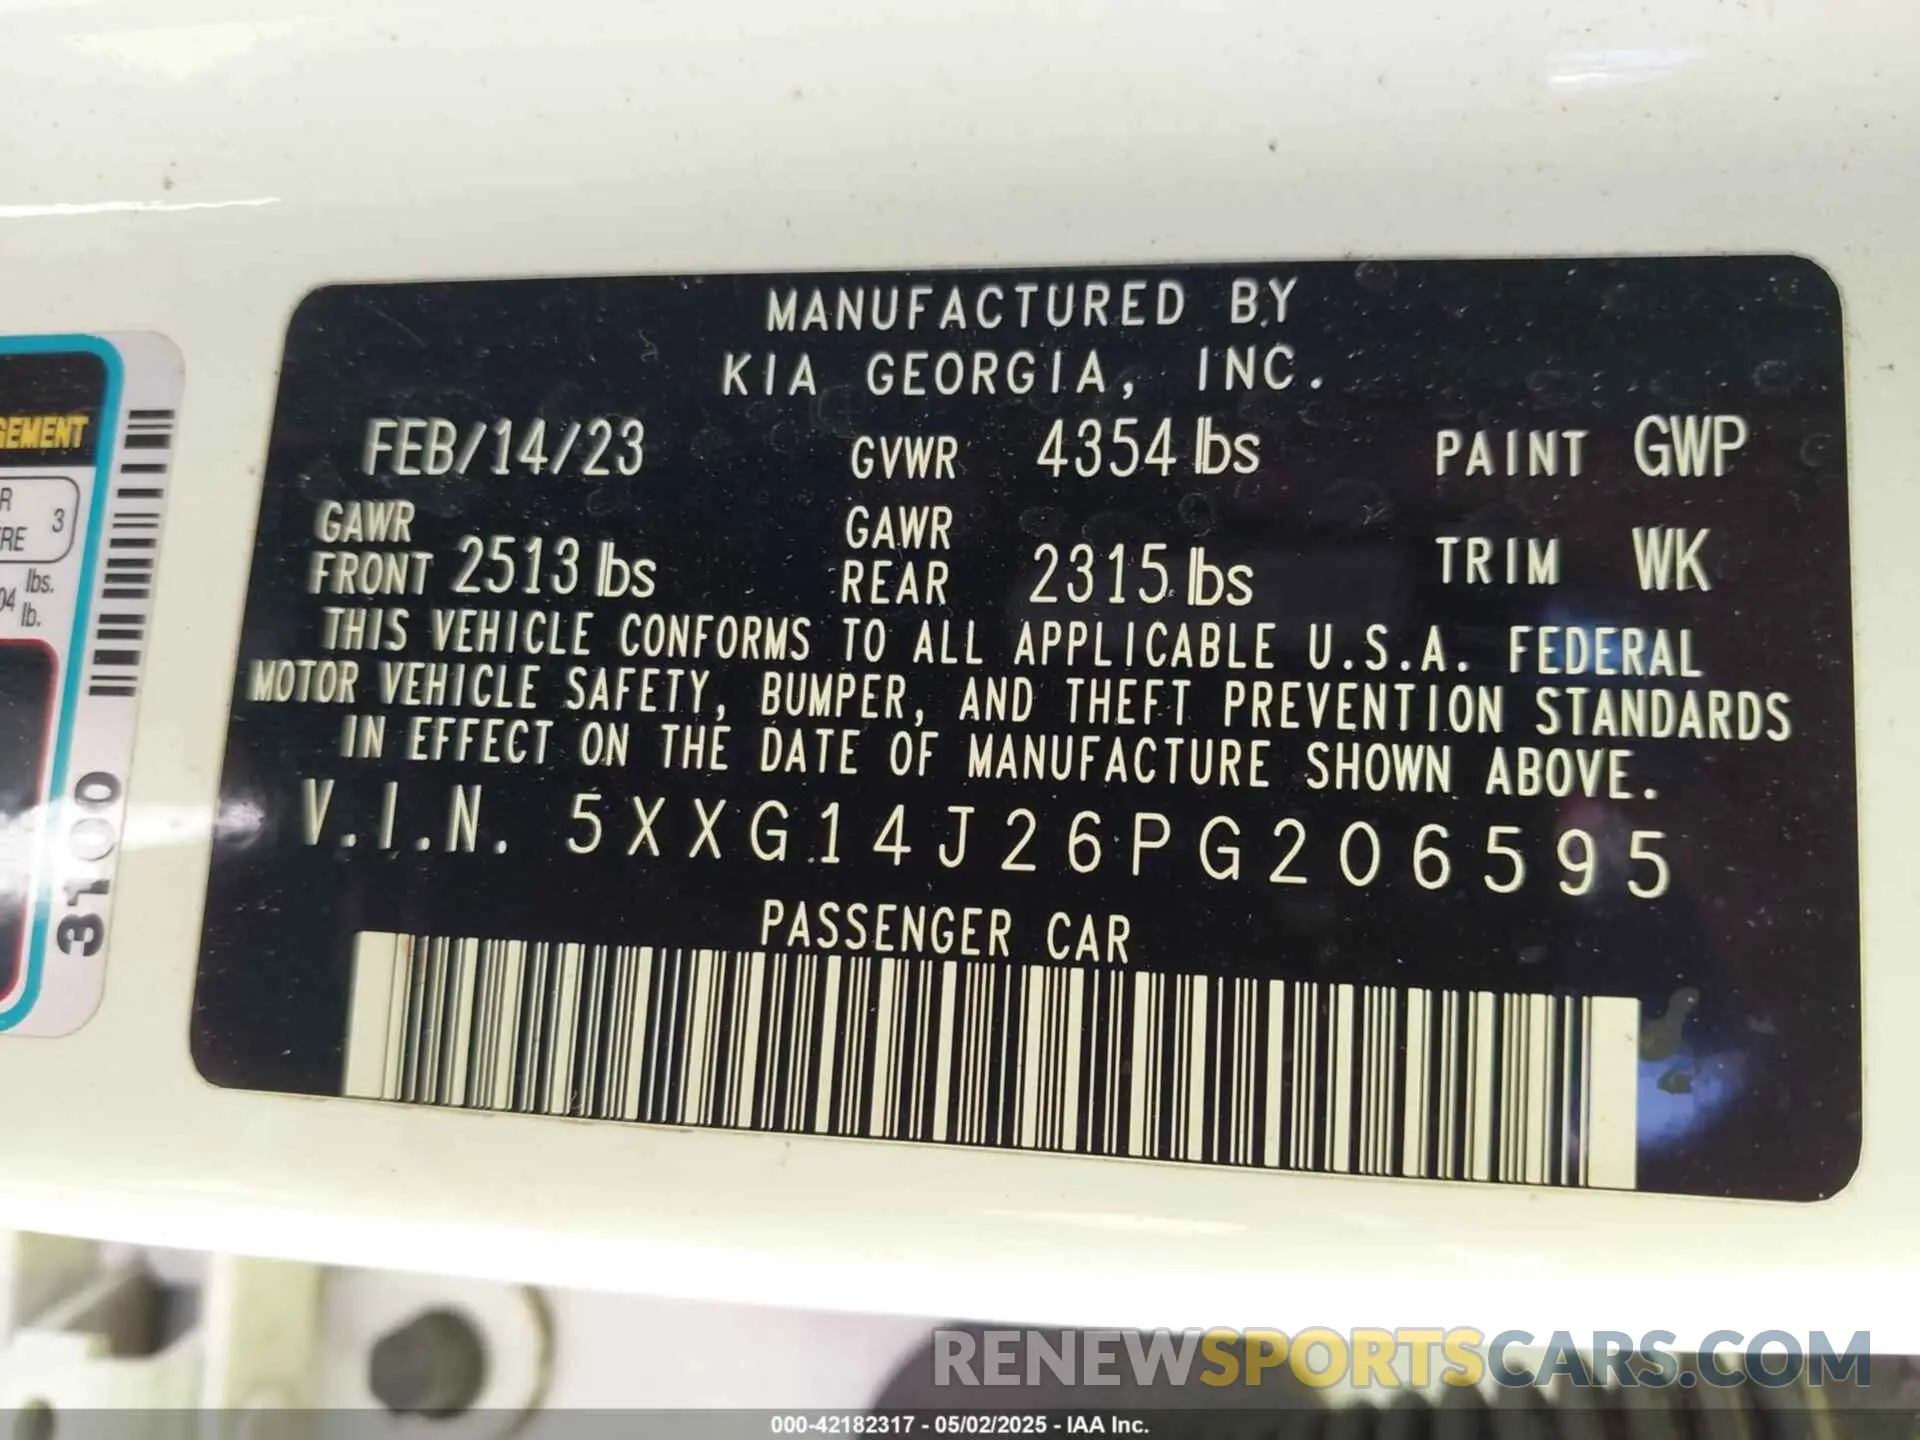 MANUFACTURED BY
KIA GEORGIA, INC.
FEB/14/23 GVWR 4354 lbs PAINT GWP
GAWR FRONT 2513 lbs GAWR REAR 2315 lbs TRIM WK
THIS VEHICLE CONFORMS TO ALL APPLICABLE U.S.A. FEDERAL
MOTOR VEHICLE SAFETY, BUMPER, AND THEFT PREVENTION STANDARDS
IN EFFECT ON THE DATE OF MANUFACTURE SHOWN ABOVE.
V.I.N. 5XXG14J26PG206595
PASSENGER CAR
3
lbs.
lb.
3100
RENEWSPORTSCARS.COM
000-42182317 - 05/02/2025 - IAA Inc.